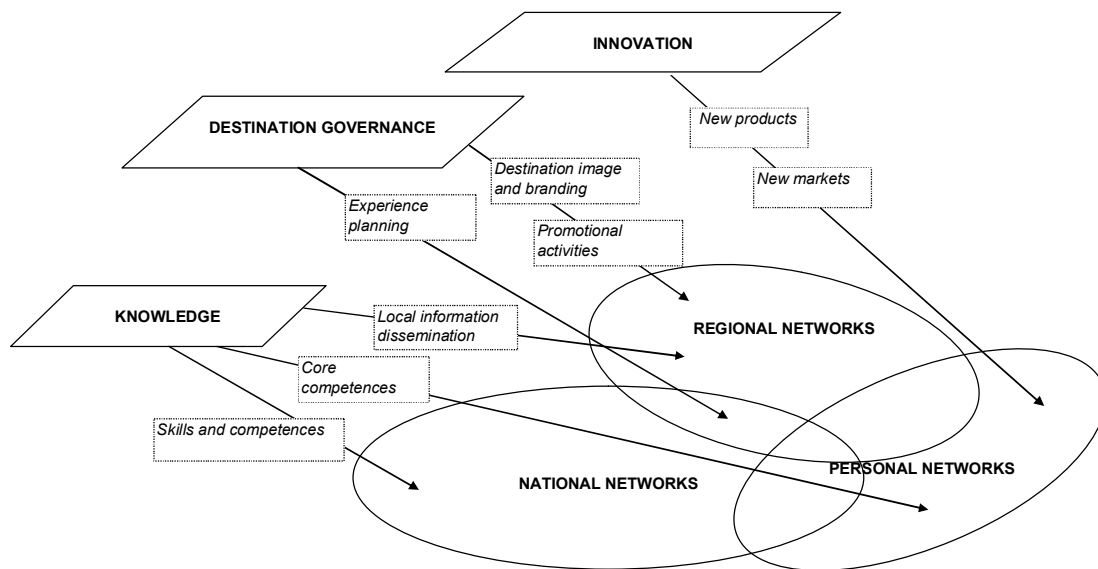 INNOVATION
New products
DESTINATION GOVERNANCE
Destination image
and branding
New markets
Experience
planning
Promotional
activities
KNOWLEDGE
Local information
dissemination
REGIONAL NETWORKS
Core
competences
Skills and competences
PERSONAL NETWORKS
NATIONAL NETWORKS